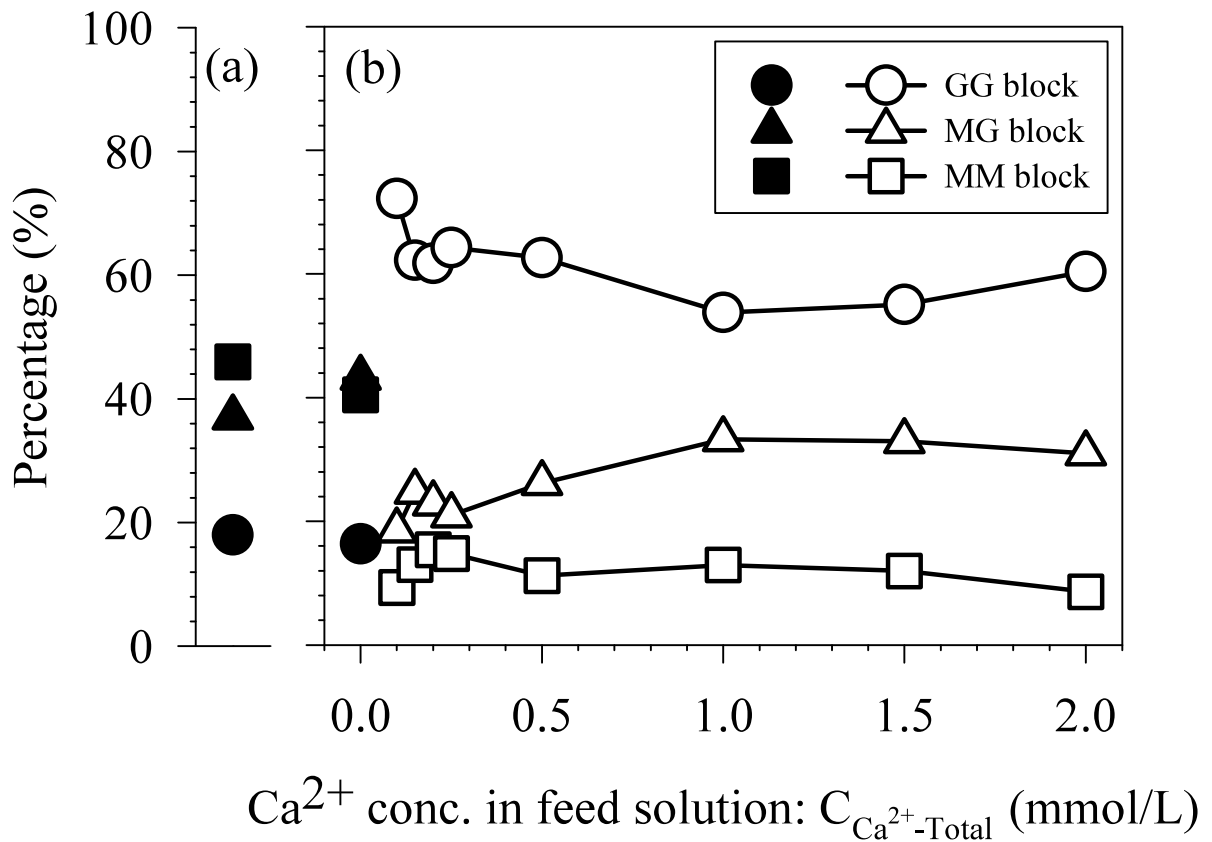 100
80
60
40
20
0
Percentage (%)
(a)
(b)
GG block
MG block
MM block
0.0 0.5 1.0 1.5 2.0
Ca2+ conc. in feed solution: CCa2+-Total (mmol/L)